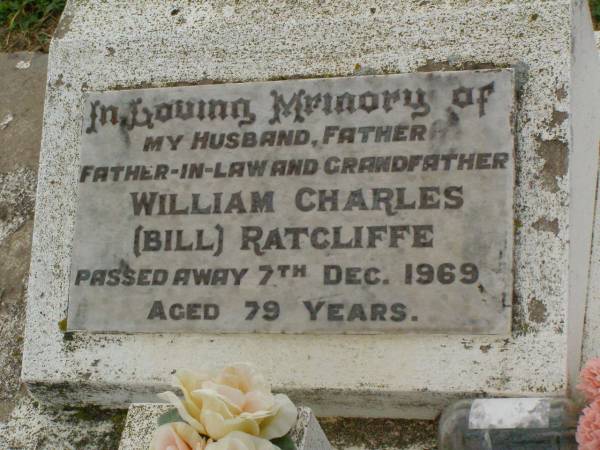 In Loving Memory of
MY HUSBAND, FATHER
FATHER-IN-LAW AND GRANDFATHER
WILLIAM CHARLES
(BILL) RATCLIFFE
PASSED AWAY 7TH DEC. 1969
AGED 79 YEARS.